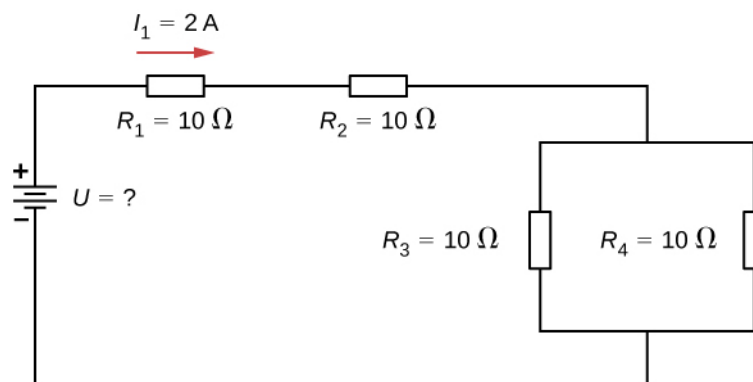 I₁ = 2 A
R₁ = 10 Ω
R₂ = 10 Ω
+
−
U = ?
R₃ = 10 Ω
R₄ = 10 Ω